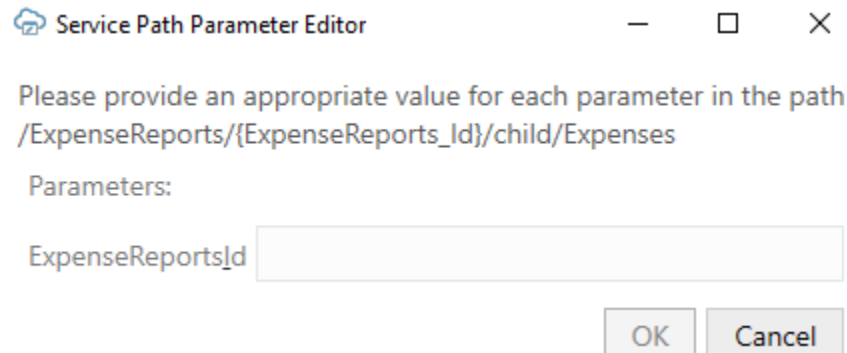 Service Path Parameter Editor
Please provide an appropriate value for each parameter in the path
/ExpenseReports/{ExpenseReports_Id}/child/Expenses
Parameters:
ExpenseReportsId
OK Cancel